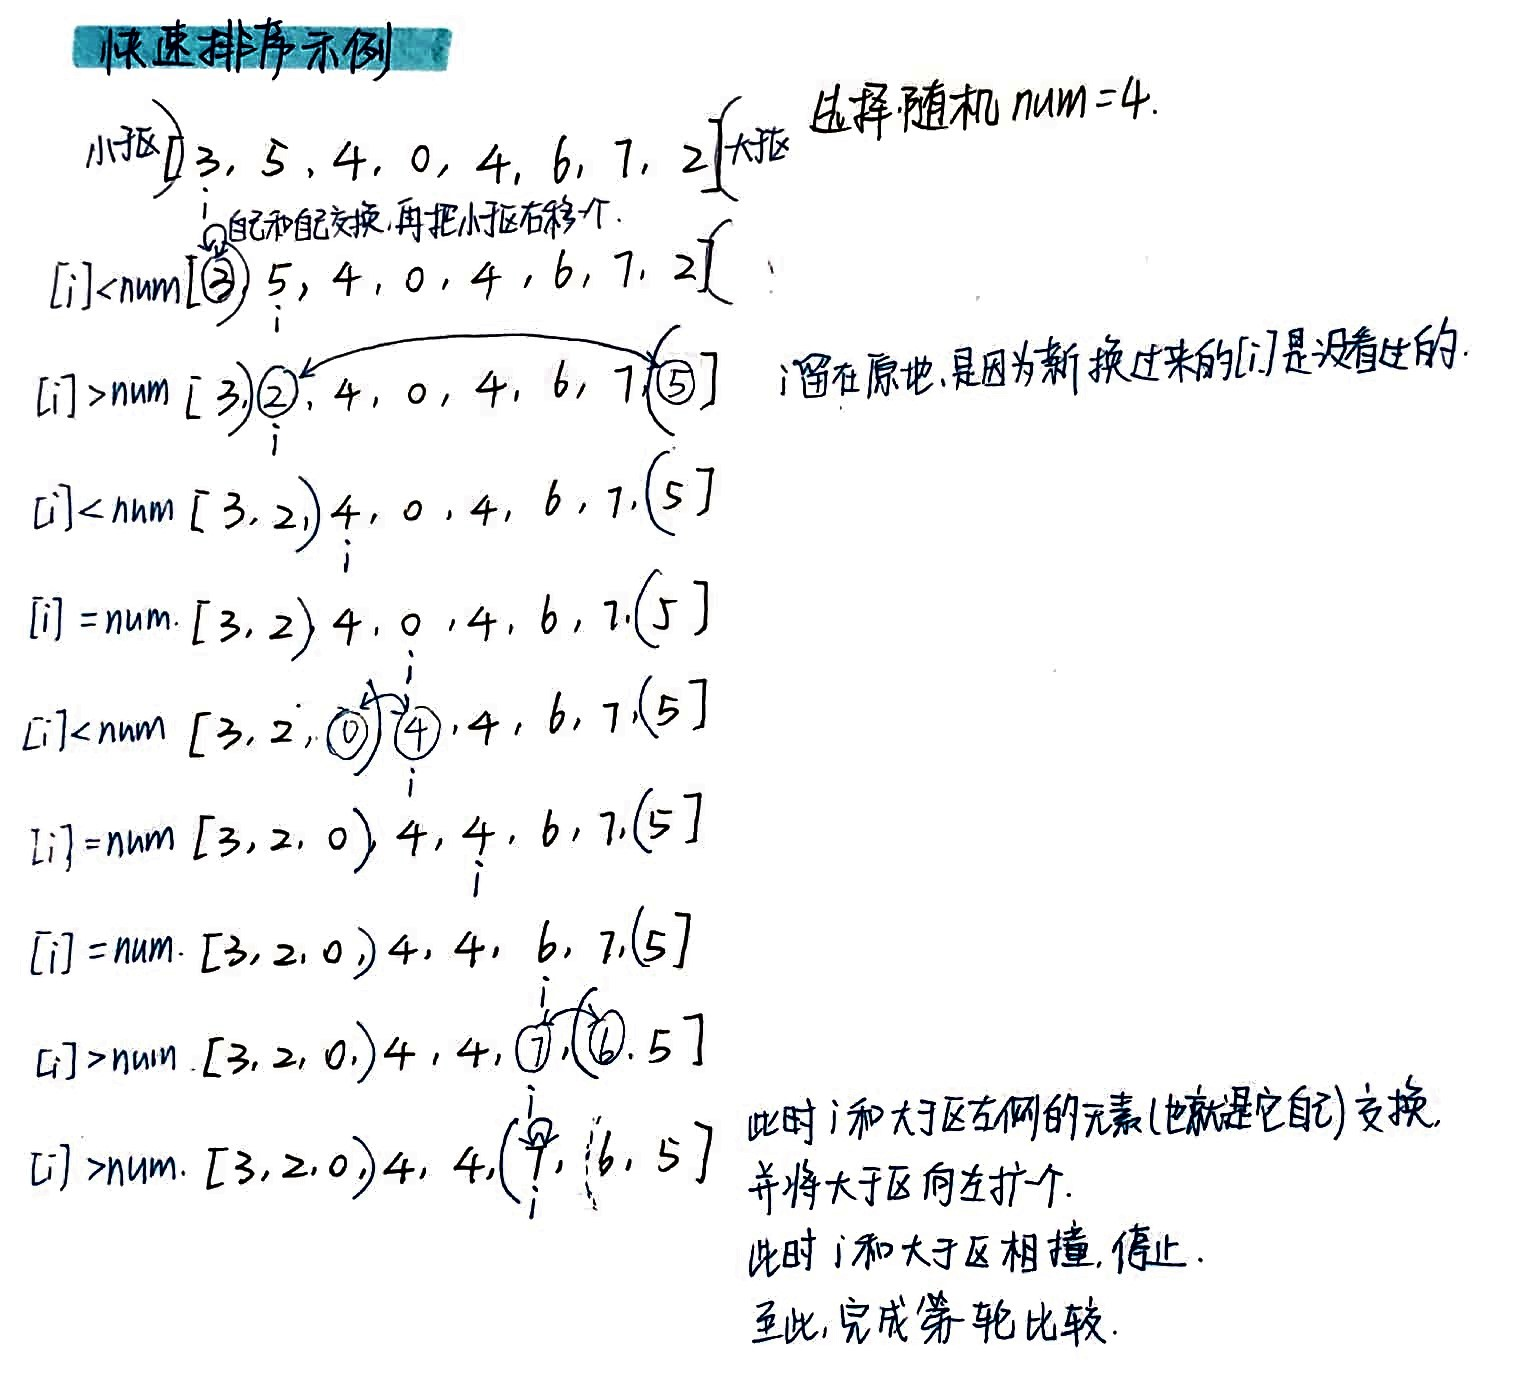 快速排序示例
选择随机 num=4.
小于区)[3, 5, 4, 0, 4, 6, 7, 2](大于区
i
自己和自己交换,再把小于区右移一个.
[i]<num [3) 5, 4, 0, 4, 6, 7, 2](
i
[i]>num [3,)2, 4, 0, 4, 6, 7,(5]
i留在原地,是因为新换过来的[i]是没看过的.
i
[i]<num [3, 2,)4, 0, 4, 6, 7,(5]
i
[i]=num. [3, 2) 4, 0, 4, 6, 7,(5]
i
[i]<num [3, 2, 0) 4, 4, 6, 7,(5]
i
[i]=num [3, 2, 0), 4, 4, 6, 7,(5]
i
[i]=num. [3, 2, 0,)4, 4, 6, 7,(5]
i
[i]>num. [3, 2, 0,)4, 4, 7,(6, 5]
i
[i]>num. [3, 2, 0,)4, 4,(7, 6, 5]
i
此时i和大于区左侧的元素(也就是它自己)交换,
并将大于区向左扩一个.
此时i和大于区相撞,停止.
至此,完成第一轮比较.